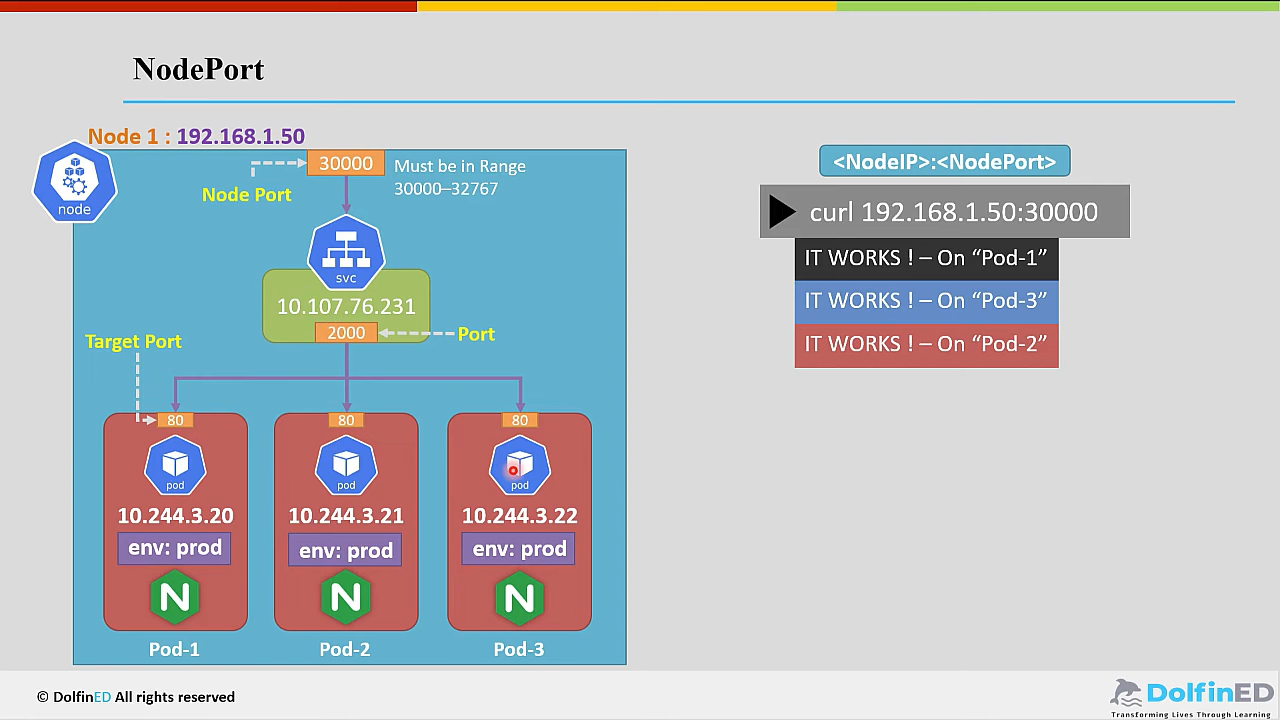 NodePort
Node 1 : 192.168.1.50
30000
Must be in Range
30000–32767
Node Port
node
svc
10.107.76.231
2000
Port
Target Port
80
80
80
pod
pod
pod
10.244.3.20
10.244.3.21
10.244.3.22
env: prod
env: prod
env: prod
N
N
N
Pod-1
Pod-2
Pod-3
<NodeIP>:<NodePort>
curl 192.168.1.50:30000
IT WORKS ! – On “Pod-1”
IT WORKS ! – On “Pod-3”
IT WORKS ! – On “Pod-2”
© DolfinED All rights reserved
DolfinED
Transforming Lives Through Learning